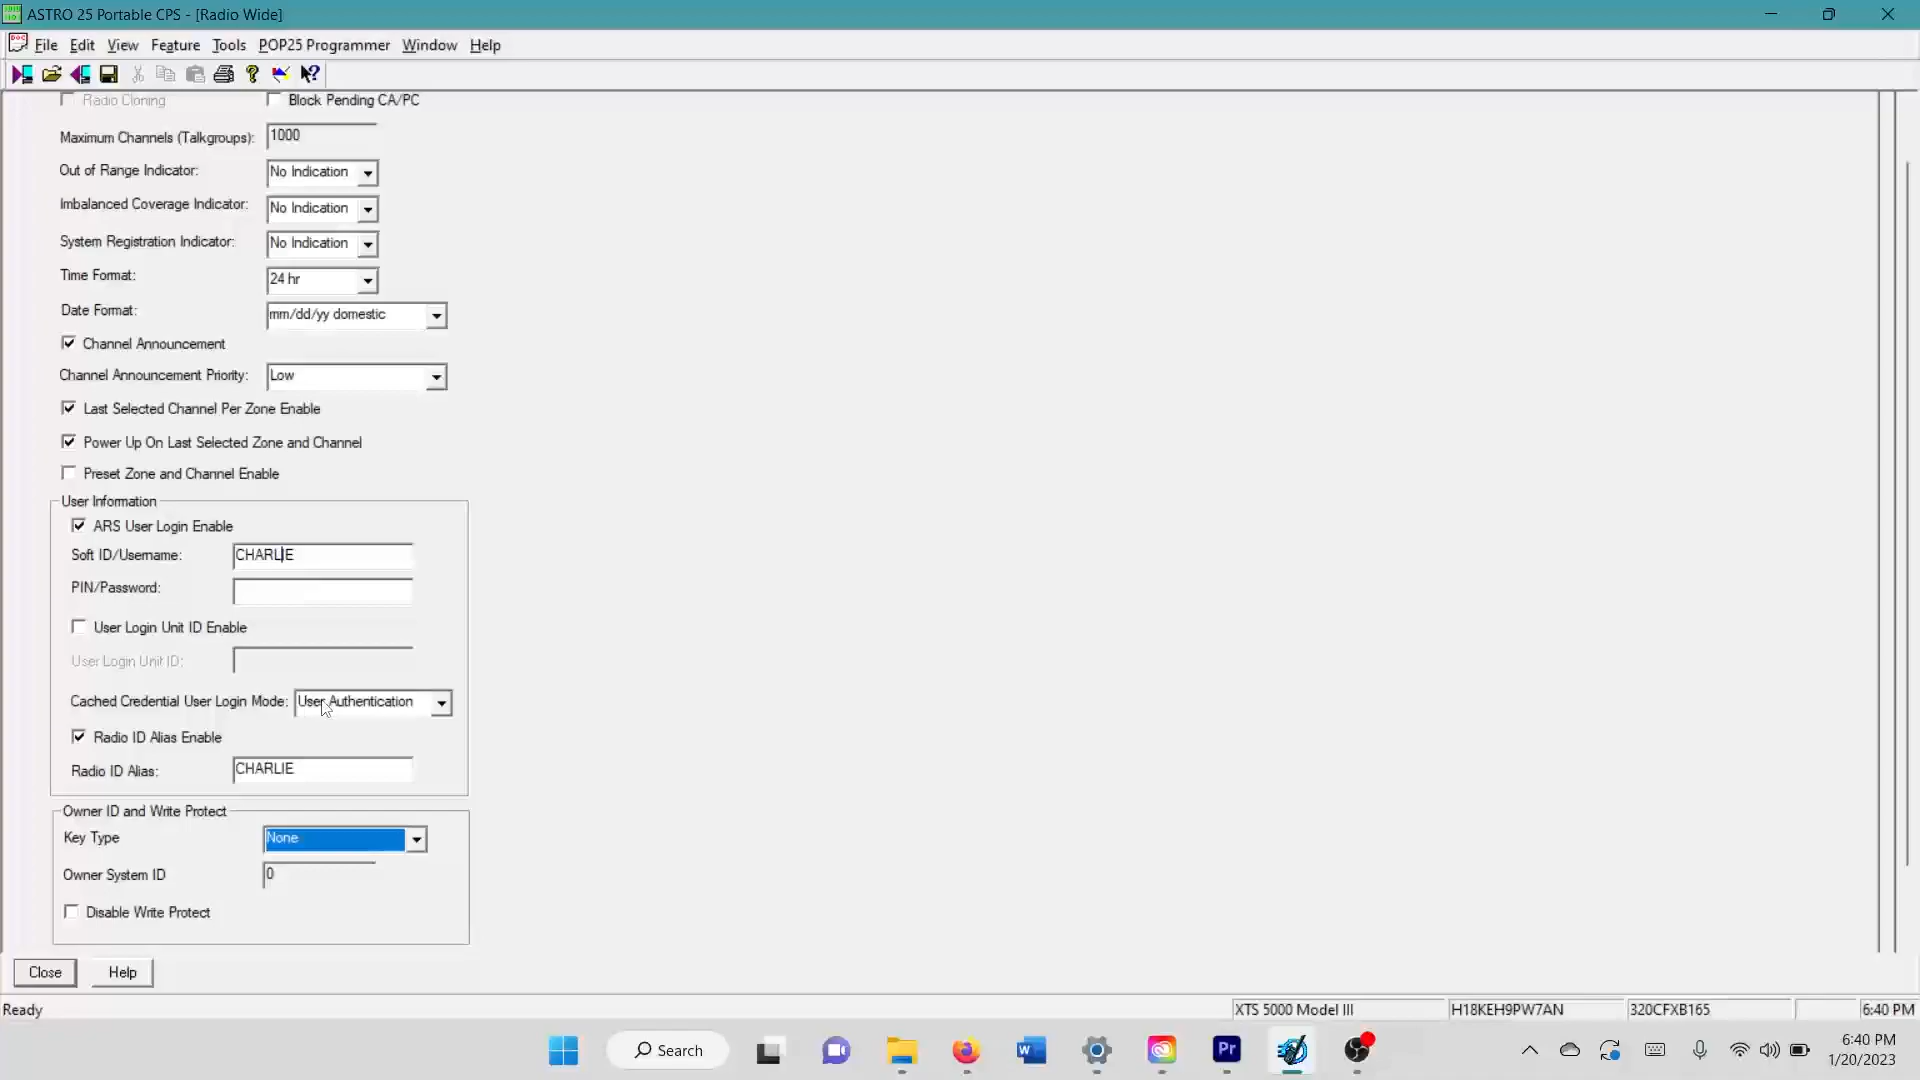 ASTRO 25 Portable CPS - [Radio Wide]
File Edit View Feature Tools POP25 Programmer Window Help
Radio Cloning Block Pending CA/PC
Maximum Channels (Talkgroups): 1000
Out of Range Indicator: No Indication
Imbalanced Coverage Indicator: No Indication
System Registration Indicator: No Indication
Time Format: 24 hr
Date Format: mm/dd/yy domestic
Channel Announcement
Channel Announcement Priority: Low
Last Selected Channel Per Zone Enable
Power Up On Last Selected Zone and Channel
Preset Zone and Channel Enable
User Information
ARS User Login Enable
Soft ID/Username: CHARLIE
PIN/Password:
User Login Unit ID Enable
User Login Unit ID:
Cached Credential User Login Mode: User Authentication
Radio ID Alias Enable
Radio ID Alias: CHARLIE
Owner ID and Write Protect
Key Type None
Owner System ID 0
Disable Write Protect
Close Help
Ready XTS 5000 Model III H18KEH9PW7AN 320CFXB165 6:40 PM
Search W Pr 6:40 PM
1/20/2023